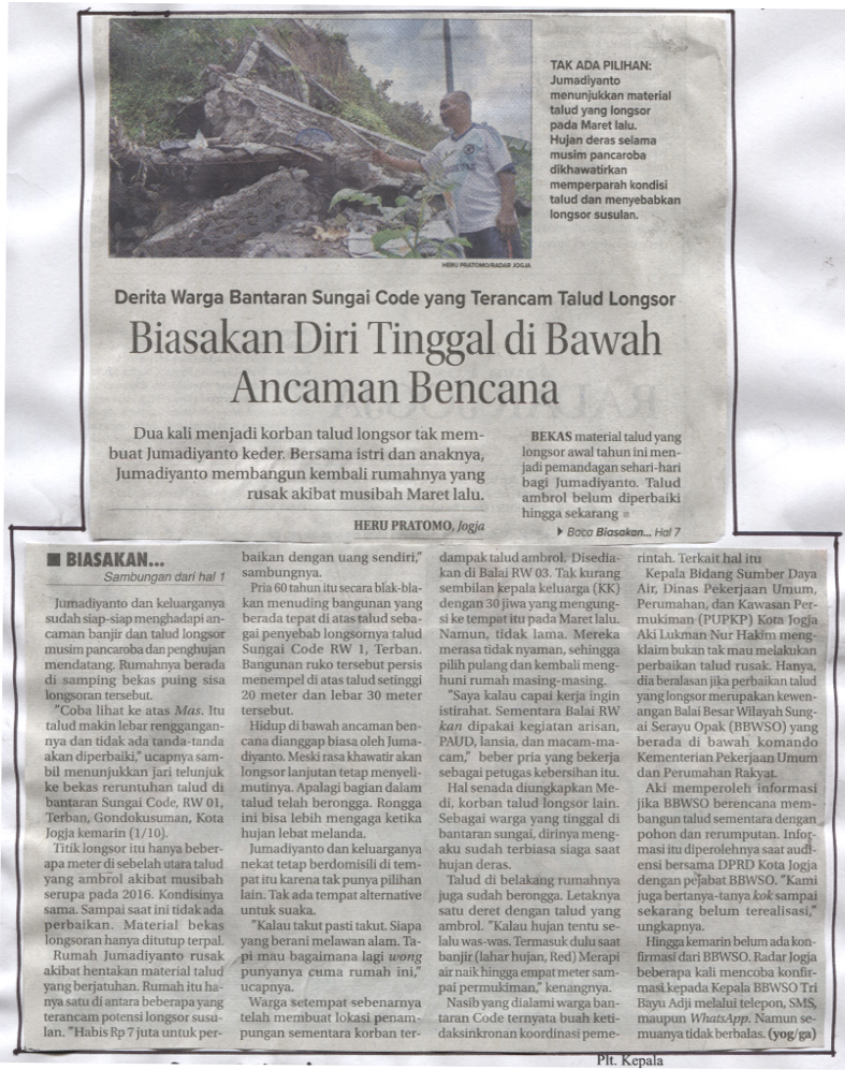 TAK ADA PILIHAN:
Jumadiyanto
menunjukkan material
talud yang longsor
pada Maret lalu.
Hujan deras selama
musim pancaroba
dikhawatirkan
memperparah kondisi
talud dan menyebabkan
longsor susulan.
HERU PRATOMO/RADAR JOGJA
Derita Warga Bantaran Sungai Code yang Terancam Talud Longsor
Biasakan Diri Tinggal di Bawah
Ancaman Bencana
Dua kali menjadi korban talud longsor tak mem-
buat Jumadiyanto keder. Bersama istri dan anaknya,
Jumadiyanto membangun kembali rumahnya yang
rusak akibat musibah Maret lalu.
HERU PRATOMO, Jogja
BEKAS material talud yang
longsor awal tahun ini men-
jadi pemandagan sehari-hari
bagi Jumadiyanto. Talud
ambrol belum diperbaiki
hingga sekarang
Baca Biasakan... Hal 7
BIASAKAN...
Sambungan dari hal 1
Jumadiyanto dan keluarganya
sudah siap-siap menghadapi an-
caman banjir dan talud longsor
musim pancaroba dan penghujan
mendatang. Rumahnya berada
di samping bekas puing sisa
longsoran tersebut.
"Coba lihat ke atas Mas. Itu
talud makin lebar renggangan-
nya dan tidak ada tanda-tanda
akan diperbaiki," ucapnya sam-
bil menunjukkan jari telunjuk
ke bekas reruntuhan talud di
bantaran Sungai Code, RW 01,
Terban, Gondokusuman, Kota
Jogja kemarin (1/10).
Titik longsor itu hanya beber-
apa meter di sebelah utara talud
yang ambrol akibat musibah
serupa pada 2016. Kondisinya
sama. Sampai saat ini tidak ada
perbaikan. Material bekas
longsoran hanya ditutup terpal.
Rumah Jumadiyanto rusak
akibat hentakan material talud
yang berjatuhan. Rumah itu ha-
nya satu di antara beberapa yang
terancam potensi longsor susu-
lan. "Habis Rp 7 juta untuk per-
baikan dengan uang sendiri,"
sambungnya.
Pria 60 tahun itu secara blak-bla-
kan menuding bangunan yang
berada tepat di atas talud seba-
gai penyebab longsornya talud
Sungai Code RW 1, Terban.
Bangunan ruko tersebut persis
menempel di atas talud setinggi
20 meter dan lebar 30 meter
tersebut.
Hidup di bawah ancaman ben-
cana dianggap biasa oleh Juma-
diyanto. Meski rasa khawatir akan
longsor lanjutan tetap menyeli-
mutinya. Apalagi bagian dalam
talud telah berongga. Rongga
ini bisa lebih mengaga ketika
hujan lebat melanda.
Jumadiyanto dan keluarganya
nekat tetap berdomisili di tem-
pat itu karena tak punya pilihan
lain. Tak ada tempat alternative
untuk suaka.
"Kalau takut pasti takut. Siapa
yang berani melawan alam. Ta-
pi mau bagaimana lagi wong
punyanya cuma rumah ini,"
ucapnya.
Warga setempat sebenarnya
telah membuat lokasi penam-
pungan sementara korban ter-
dampak talud ambrol. Disedia-
kan di Balai RW 03. Tak kurang
sembilan kepala keluarga (KK)
dengan 30 jiwa yang mengung-
si ke tempat itu pada Maret lalu.
Namun, tidak lama. Mereka
merasa tidak nyaman, sehingga
pilih pulang dan kembali meng-
huni rumah masing-masing.
"Saya kalau capai kerja ingin
istirahat. Sementara Balai RW
kan dipakai kegiatan arisan,
PAUD, lansia, dan macam-ma-
cam," beber pria yang bekerja
sebagai petugas kebersihan itu.
Hal senada diungkapkan Me-
di, korban talud longsor lain.
Sebagai warga yang tinggal di
bantaran sungai, dirinya meng-
aku sudah terbiasa siaga saat
hujan deras.
Talud di belakang rumahnya
juga sudah berongga. Letaknya
satu deret dengan talud yang
ambrol. "Kalau hujan tentu se-
lalu was-was. Termasuk dulu saat
banjir (lahar hujan, Red) Merapi
air naik hingga empat meter sam-
pai permukiman," kenangnya.
Nasib yang dialami warga ban-
taran Code ternyata buah keti-
daksinkronan koordinasi peme-
rintah. Terkait hal itu
Kepala Bidang Sumber Daya
Air, Dinas Pekerjaan Umum,
Perumahan, dan Kawasan Per-
mukiman (PUPKP) Kota Jogja
Aki Lukman Nur Hakim meng-
klaim bukan tak mau melakukan
perbaikan talud rusak. Hanya,
dia beralasan jika perbaikan talud
yang longsor merupakan kewen-
angan Balai Besar Wilayah Sung-
ai Serayu Opak (BBWSO) yang
berada di bawah komando
Kementerian Pekerjaan Umum
dan Perumahan Rakyat.
Aki memperoleh informasi
jika BBWSO berencana mem-
bangun talud sementara dengan
pohon dan rerumputan. Infor-
masi itu diperolehnya saat audi-
ensi bersama DPRD Kota Jogja
dengan pejabat BBWSO. "Kami
juga bertanya-tanya kok sampai
sekarang belum terealisasi,"
ungkapnya.
Hingga kemarin belum ada kon-
firmasi dari BBWSO. Radar Jogja
beberapa kali mencoba konfir-
masi kepada Kepala BBWSO Tri
Bayu Adji melalui telepon, SMS,
maupun WhatsApp. Namun se-
muanya tidak berbalas. (yog/ga)
Plt. Kepala